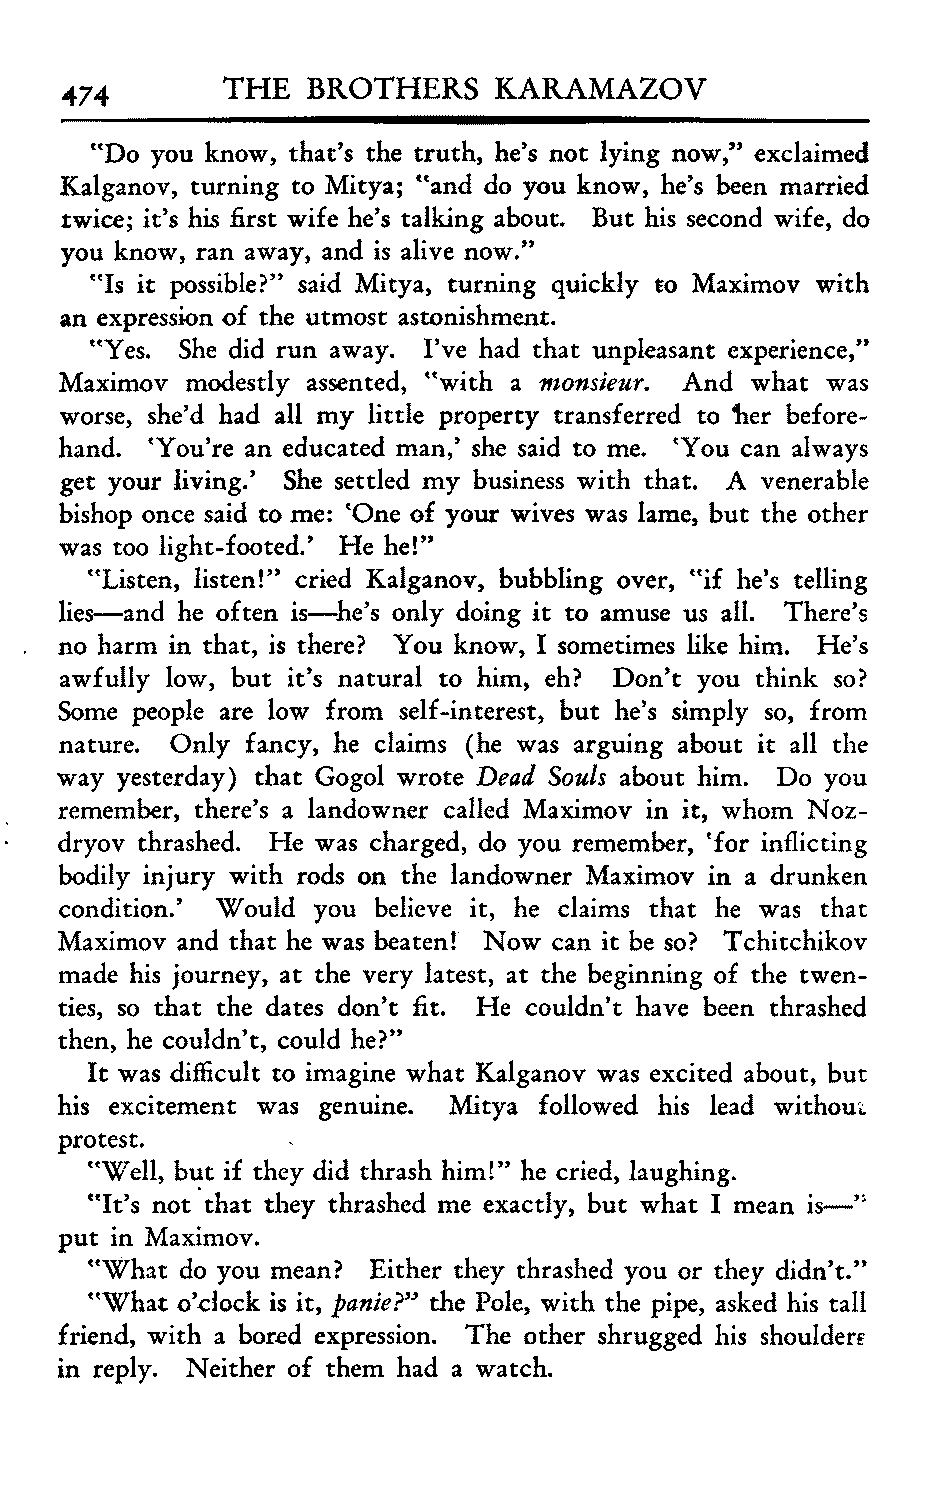 474 THE BROTHERS KARAMAZOV
"Do you know, that's the truth, he's not lying now," exclaimed
Kalganov, turning to Mitya; "and do you know, he's been married
twice; it's his first wife he's talking about. But his second wife, do
you know, ran away, and is alive now."
"Is it possible?" said Mitya, turning quickly to Maximov with
an expression of the utmost astonishment.
"Yes. She did run away. I've had that unpleasant experience,"
Maximov modestly assented, "with a monsieur. And what was
worse, she'd had all my little property transferred to her before-
hand. 'You're an educated man,' she said to me. 'You can always
get your living.' She settled my business with that. A venerable
bishop once said to me: 'One of your wives was lame, but the other
was too light-footed.' He he!"
"Listen, listen!" cried Kalganov, bubbling over, "if he's telling
lies—and he often is—he's only doing it to amuse us all. There's
no harm in that, is there? You know, I sometimes like him. He's
awfully low, but it's natural to him, eh? Don't you think so?
Some people are low from self-interest, but he's simply so, from
nature. Only fancy, he claims (he was arguing about it all the
way yesterday) that Gogol wrote Dead Souls about him. Do you
remember, there's a landowner called Maximov in it, whom Noz-
dryov thrashed. He was charged, do you remember, 'for inflicting
bodily injury with rods on the landowner Maximov in a drunken
condition.' Would you believe it, he claims that he was that
Maximov and that he was beaten! Now can it be so? Tchitchikov
made his journey, at the very latest, at the beginning of the twen-
ties, so that the dates don't fit. He couldn't have been thrashed
then, he couldn't, could he?"
It was difficult to imagine what Kalganov was excited about, but
his excitement was genuine. Mitya followed his lead without
protest.
"Well, but if they did thrash him!" he cried, laughing.
"It's not that they thrashed me exactly, but what I mean is—"
put in Maximov.
"What do you mean? Either they thrashed you or they didn't."
"What o'clock is it, panie?" the Pole, with the pipe, asked his tall
friend, with a bored expression. The other shrugged his shoulders
in reply. Neither of them had a watch.